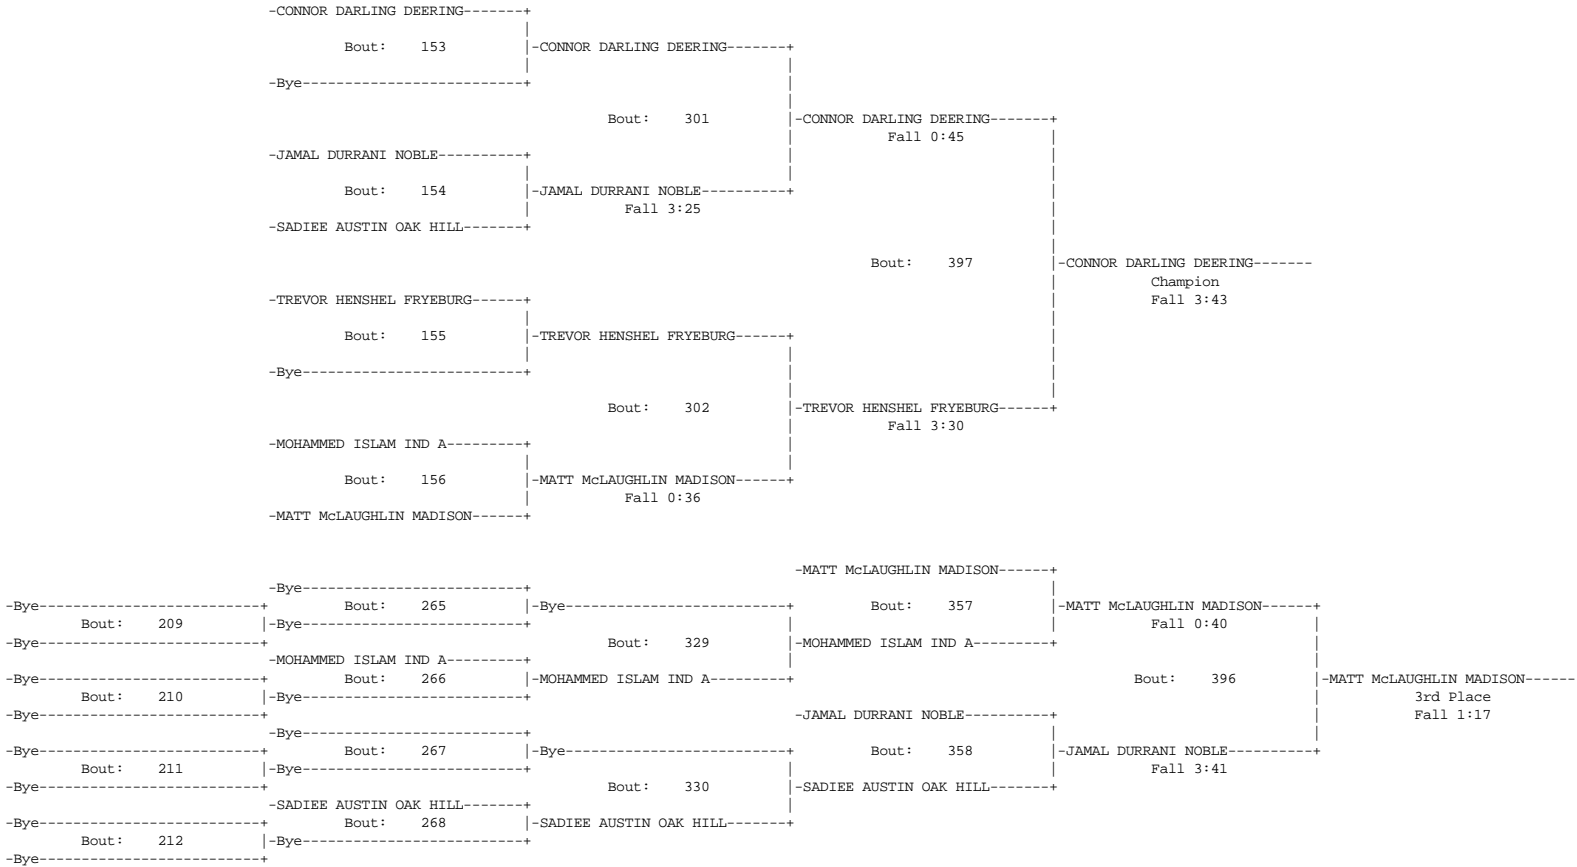 -CONNOR DARLING DEERING-------+
Bout: 153 |-CONNOR DARLING DEERING-------+
-Bye--------------------------+
Bout: 301 |-CONNOR DARLING DEERING-------+
Fall 0:45
-JAMAL DURRANI NOBLE----------+
Bout: 154 |-JAMAL DURRANI NOBLE----------+
Fall 3:25
-SADIEE AUSTIN OAK HILL-------+
Bout: 397 |-CONNOR DARLING DEERING-------
Champion
-TREVOR HENSHEL FRYEBURG------+ Fall 3:43
Bout: 155 |-TREVOR HENSHEL FRYEBURG------+
-Bye--------------------------+
Bout: 302 |-TREVOR HENSHEL FRYEBURG------+
Fall 3:30
-MOHAMMED ISLAM IND A---------+
Bout: 156 |-MATT McLAUGHLIN MADISON------+
Fall 0:36
-MATT McLAUGHLIN MADISON------+
-MATT McLAUGHLIN MADISON------+
-Bye--------------------------+
-Bye--------------------------+ Bout: 265 |-Bye--------------------------+ Bout: 357 |-MATT McLAUGHLIN MADISON------+
Bout: 209 |-Bye--------------------------+ Fall 0:40
-Bye--------------------------+ Bout: 329 |-MOHAMMED ISLAM IND A---------+
-MOHAMMED ISLAM IND A---------+
-Bye--------------------------+ Bout: 266 |-MOHAMMED ISLAM IND A---------+ Bout: 396 |-MATT McLAUGHLIN MADISON------
Bout: 210 |-Bye--------------------------+ 3rd Place
-Bye--------------------------+ -JAMAL DURRANI NOBLE----------+ Fall 1:17
-Bye--------------------------+
-Bye--------------------------+ Bout: 267 |-Bye--------------------------+ Bout: 358 |-JAMAL DURRANI NOBLE----------+
Bout: 211 |-Bye--------------------------+ Fall 3:41
-Bye--------------------------+ Bout: 330 |-SADIEE AUSTIN OAK HILL-------+
-SADIEE AUSTIN OAK HILL-------+
-Bye--------------------------+ Bout: 268 |-SADIEE AUSTIN OAK HILL-------+
Bout: 212 |-Bye--------------------------+
-Bye--------------------------+